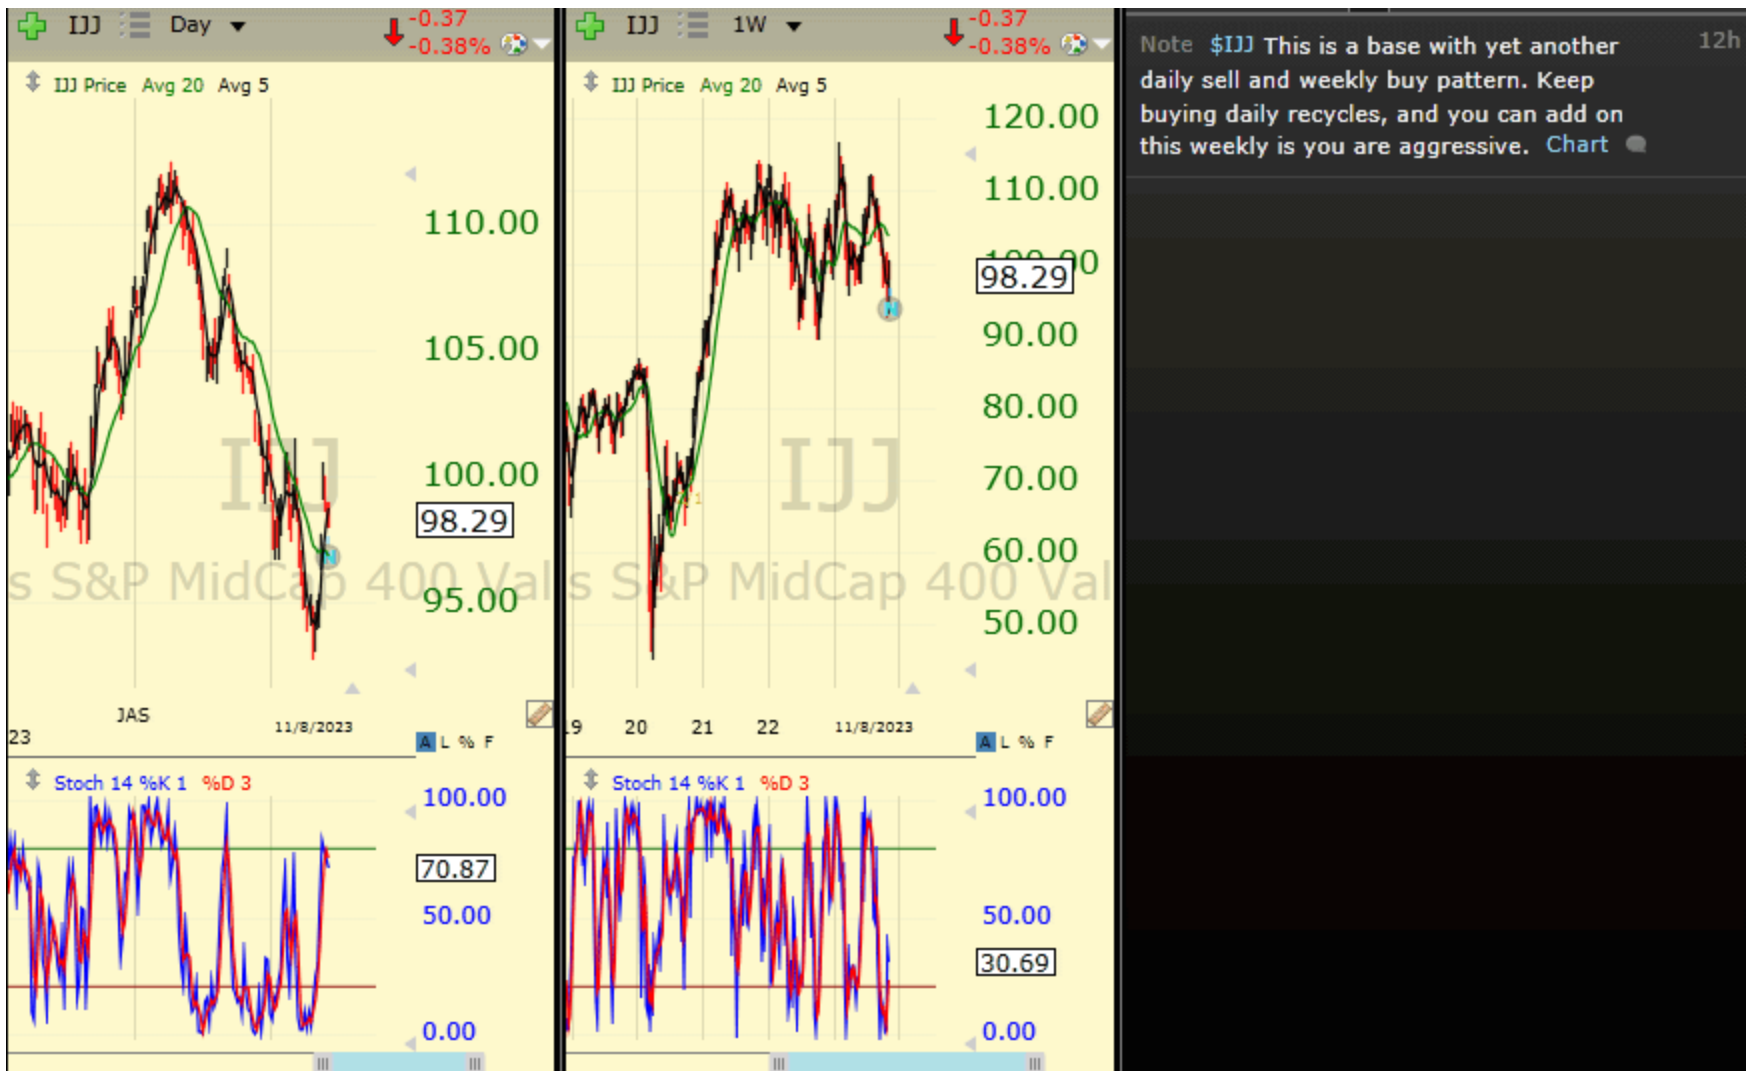 IJJ Day -0.37
-0.38%
IJJ Price Avg 20 Avg 5
110.00
105.00
100.00
98.29
95.00
IJJ
s S&P MidCap 400 Val
N
JAS
11/8/2023
23
A L % F
Stoch 14 %K 1 %D 3
100.00
70.87
50.00
0.00
IJJ 1W -0.37
-0.38%
IJJ Price Avg 20 Avg 5
120.00
110.00
100.00
98.29
90.00
80.00
70.00
60.00
50.00
IJJ
s S&P MidCap 400 Val
N
1
19 20 21 22 11/8/2023
A L % F
Stoch 14 %K 1 %D 3
100.00
50.00
30.69
0.00
Note $IJJ This is a base with yet another 12h
daily sell and weekly buy pattern. Keep
buying daily recycles, and you can add on
this weekly is you are aggressive. Chart